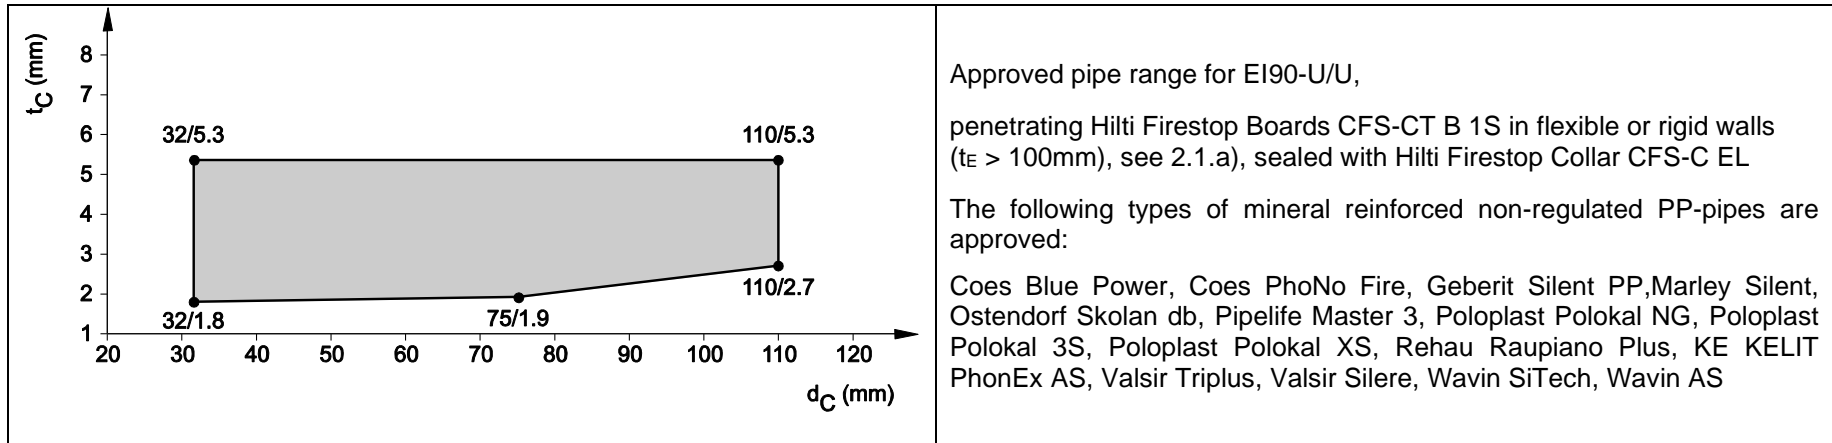 t_C (mm)
8
7
6
5
4
3
2
1
32/5.3
110/5.3
32/1.8
75/1.9
110/2.7
20 30 40 50 60 70 80 90 100 110 120
d_C (mm)
Approved pipe range for EI90-U/U,
penetrating Hilti Firestop Boards CFS-CT B 1S in flexible or rigid walls
(tE > 100mm), see 2.1.a), sealed with Hilti Firestop Collar CFS-C EL
The following types of mineral reinforced non-regulated PP-pipes are
approved:
Coes Blue Power, Coes PhoNo Fire, Geberit Silent PP,Marley Silent,
Ostendorf Skolan db, Pipelife Master 3, Poloplast Polokal NG, Poloplast
Polokal 3S, Poloplast Polokal XS, Rehau Raupiano Plus, KE KELIT
PhonEx AS, Valsir Triplus, Valsir Silere, Wavin SiTech, Wavin AS